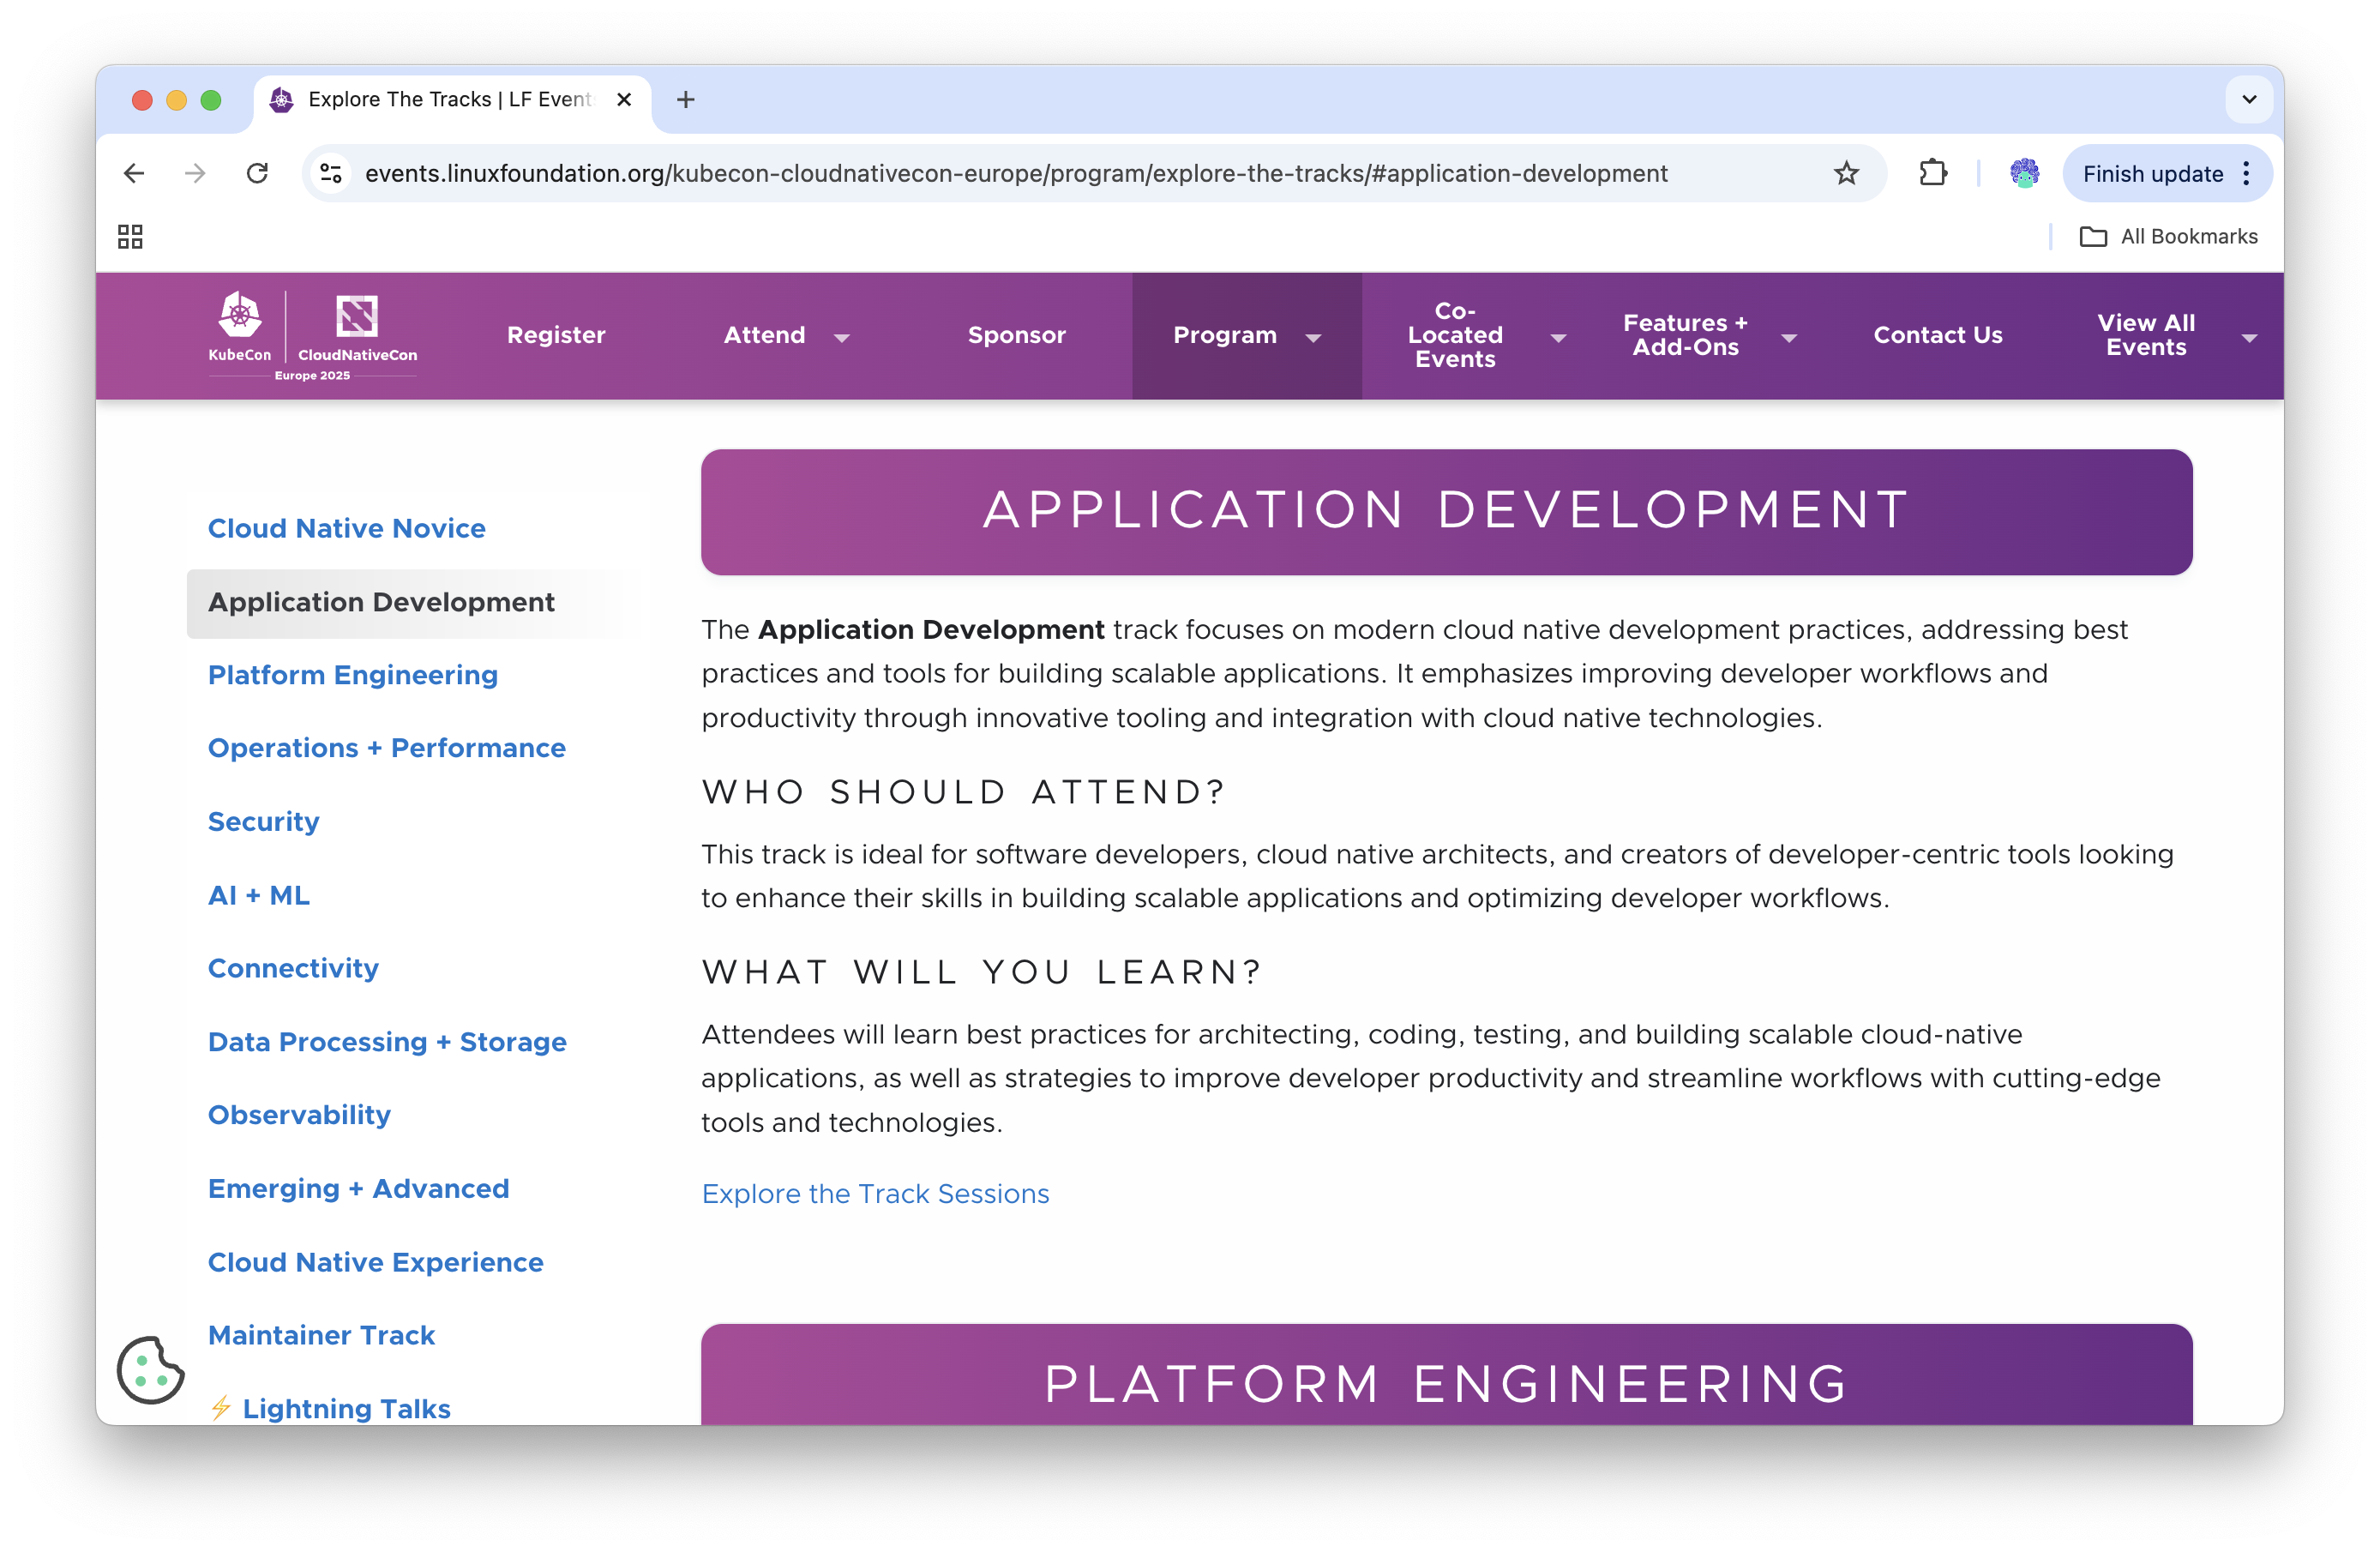 Explore The Tracks | LF Event
events.linuxfoundation.org/kubecon-cloudnativecon-europe/program/explore-the-tracks/#application-development
Finish update
All Bookmarks
KubeCon
CloudNativeCon
Europe 2025
Register
Attend
Sponsor
Program
Co-
Located
Events
Features +
Add-Ons
Contact Us
View All
Events
Cloud Native Novice
Application Development
Platform Engineering
Operations + Performance
Security
AI + ML
Connectivity
Data Processing + Storage
Observability
Emerging + Advanced
Cloud Native Experience
Maintainer Track
⚡ Lightning Talks
APPLICATION DEVELOPMENT
The Application Development track focuses on modern cloud native development practices, addressing best
practices and tools for building scalable applications. It emphasizes improving developer workflows and
productivity through innovative tooling and integration with cloud native technologies.
WHO SHOULD ATTEND?
This track is ideal for software developers, cloud native architects, and creators of developer-centric tools looking
to enhance their skills in building scalable applications and optimizing developer workflows.
WHAT WILL YOU LEARN?
Attendees will learn best practices for architecting, coding, testing, and building scalable cloud-native
applications, as well as strategies to improve developer productivity and streamline workflows with cutting-edge
tools and technologies.
Explore the Track Sessions
PLATFORM ENGINEERING